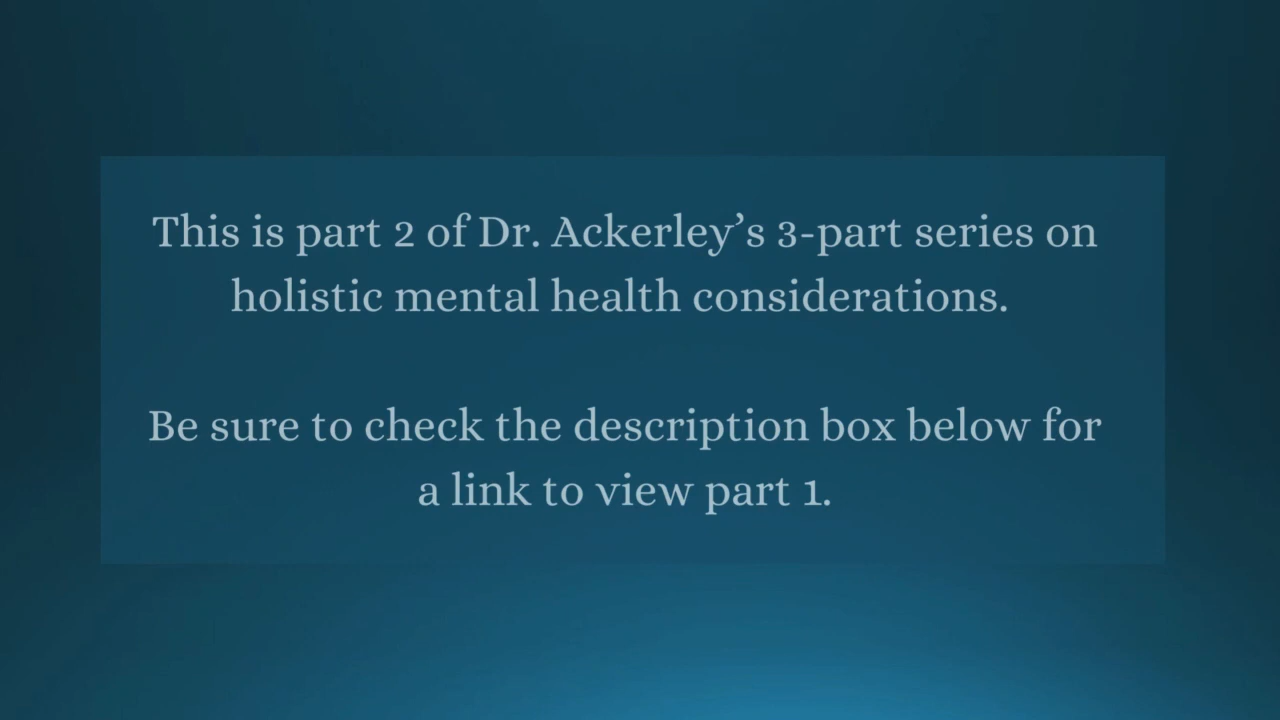 This is part 2 of Dr. Ackerley’s 3-part series on
holistic mental health considerations.
Be sure to check the description box below for
a link to view part 1.